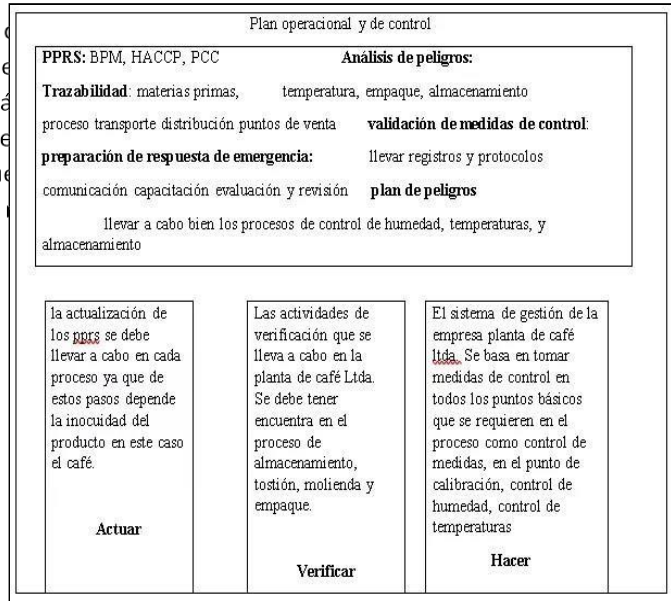 Plan operacional y de control
PPRS: BPM, HACCP, PCC Análisis de peligros:
Trazabilidad: materias primas, temperatura, empaque, almacenamiento
proceso transporte distribución puntos de venta validación de medidas de control:
preparación de respuesta de emergencia: llevar registros y protocolos
comunicación capacitación evaluación y revisión plan de peligros
llevar a cabo bien los procesos de control de humedad, temperaturas, y
almacenamiento
la actualización de
los pprs se debe
llevar a cabo en cada
proceso ya que de
estos pasos depende
la inocuidad del
producto en este caso
el café.
Actuar
Las actividades de
verificación que se
lleva a cabo en la
planta de café Ltda.
Se debe tener
encuentra en el
proceso de
almacenamiento,
tostión, molienda y
empaque.
Verificar
El sistema de gestión de la
empresa planta de café
ltda. Se basa en tomar
medidas de control en
todos los puntos básicos
que se requieren en el
proceso como control de
medidas, en el punto de
calibración, control de
humedad, control de
temperaturas
Hacer